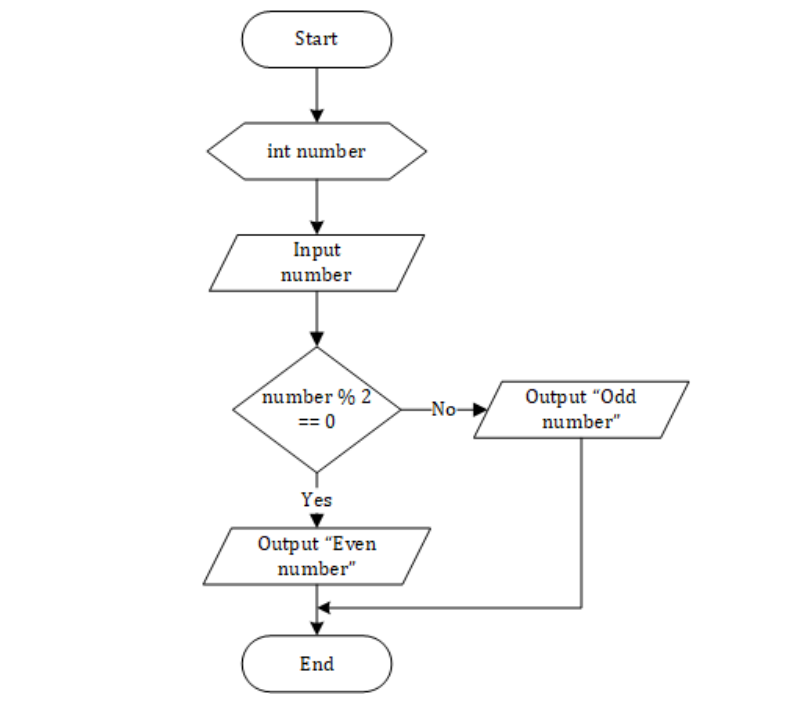 Start
int number
Input
number
number % 2
== 0
No
Output “Odd
number”
Yes
Output “Even
number”
End